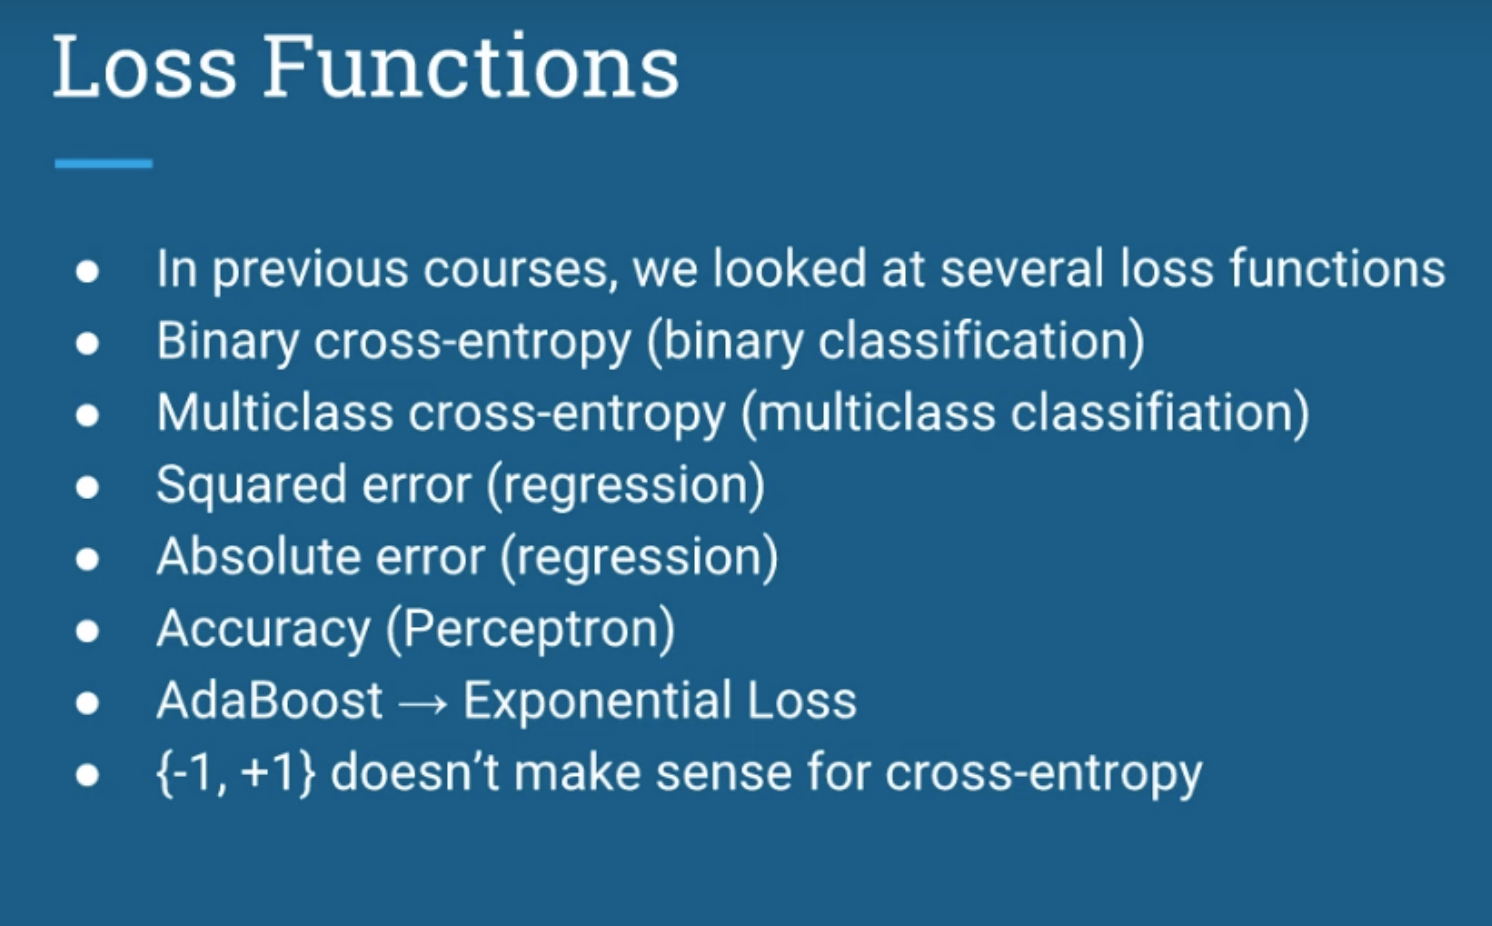 Loss Functions
● In previous courses, we looked at several loss functions
● Binary cross-entropy (binary classification)
● Multiclass cross-entropy (multiclass classifiation)
● Squared error (regression)
● Absolute error (regression)
● Accuracy (Perceptron)
● AdaBoost → Exponential Loss
● {-1, +1} doesn’t make sense for cross-entropy